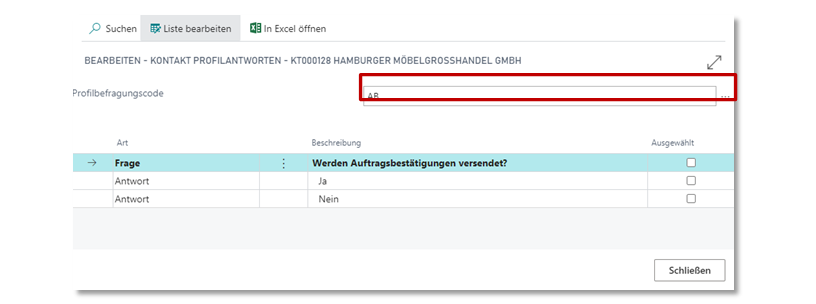 Suchen Liste bearbeiten In Excel öffnen
BEARBEITEN - KONTAKT PROFILANTWORTEN - KT000128 HAMBURGER MÖBELGROSSHANDEL GMBH
Profilbefragungscode AB ...
Art Beschreibung Ausgewählt
Frage Werden Auftragsbestätigungen versendet?
Antwort Ja
Antwort Nein
Schließen